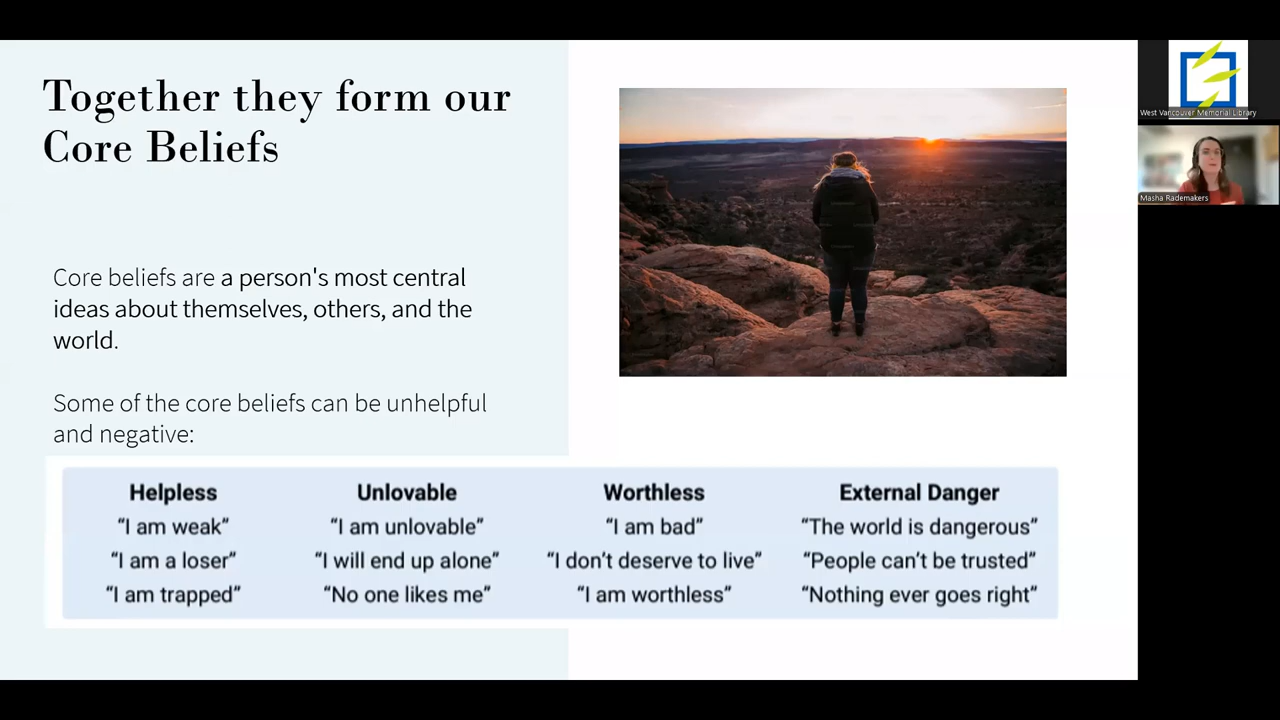 Together they form our
Core Beliefs
Core beliefs are a person's most central
ideas about themselves, others, and the
world.
Some of the core beliefs can be unhelpful
and negative:
Helpless Unlovable Worthless External Danger
“I am weak” “I am unlovable” “I am bad” “The world is dangerous”
“I am a loser” “I will end up alone” “I don’t deserve to live” “People can’t be trusted”
“I am trapped” “No one likes me” “I am worthless” “Nothing ever goes right”
West Vancouver Memorial Library
Masha Rademakers